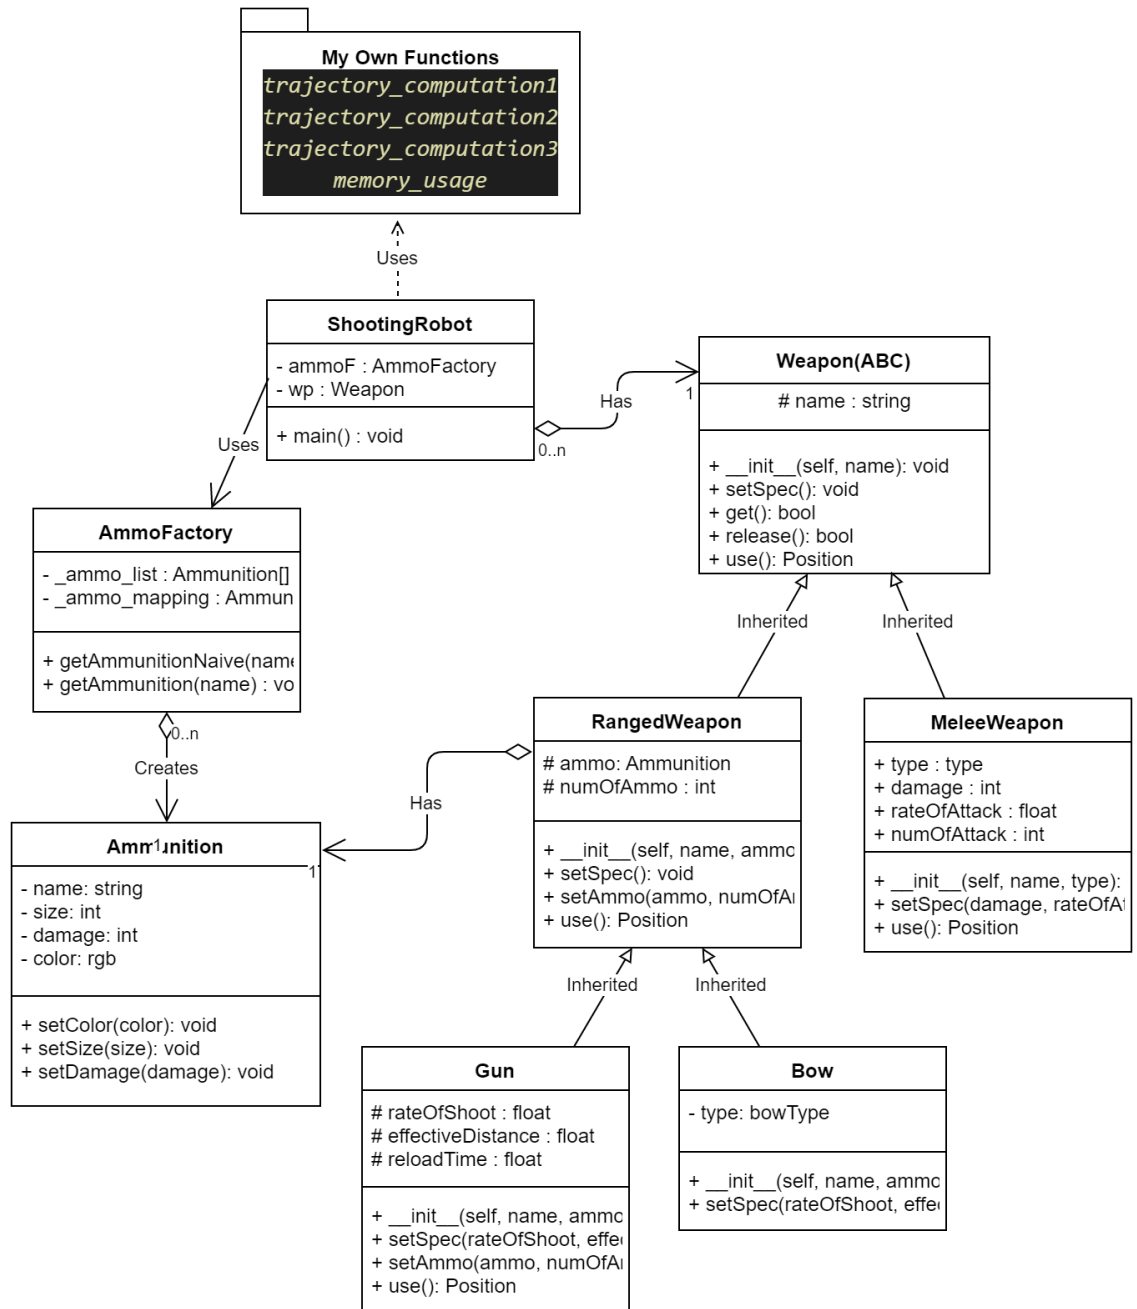 My Own Functions
trajectory_computation1
trajectory_computation2
trajectory_computation3
memory_usage
Uses
ShootingRobot
- ammoF : AmmoFactory
- wp : Weapon
+ main() : void
Has
1
0..n
Weapon(ABC)
# name : string
+ __init__(self, name): void
+ setSpec(): void
+ get(): bool
+ release(): bool
+ use(): Position
Uses
AmmoFactory
- _ammo_list : Ammunition[]
- _ammo_mapping : Ammun
+ getAmmunitionNaive(name
+ getAmmunition(name) : vo
0..n
Creates
Inherited
Inherited
RangedWeapon
# ammo: Ammunition
# numOfAmmo : int
+ __init__(self, name, ammo
+ setSpec(): void
+ setAmmo(ammo, numOfA
+ use(): Position
MeleeWeapon
+ type : type
+ damage : int
+ rateOfAttack : float
+ numOfAttack : int
+ __init__(self, name, type):
+ setSpec(damage, rateOfA
+ use(): Position
Has
1
1
Ammunition
- name: string
- size: int
- damage: int
- color: rgb
+ setColor(color): void
+ setSize(size): void
+ setDamage(damage): void
Inherited
Inherited
Gun
# rateOfShoot : float
# effectiveDistance : float
# reloadTime : float
+ __init__(self, name, ammo
+ setSpec(rateOfShoot, effe
+ setAmmo(ammo, numOfA
+ use(): Position
Bow
- type: bowType
+ __init__(self, name, ammo
+ setSpec(rateOfShoot, effe